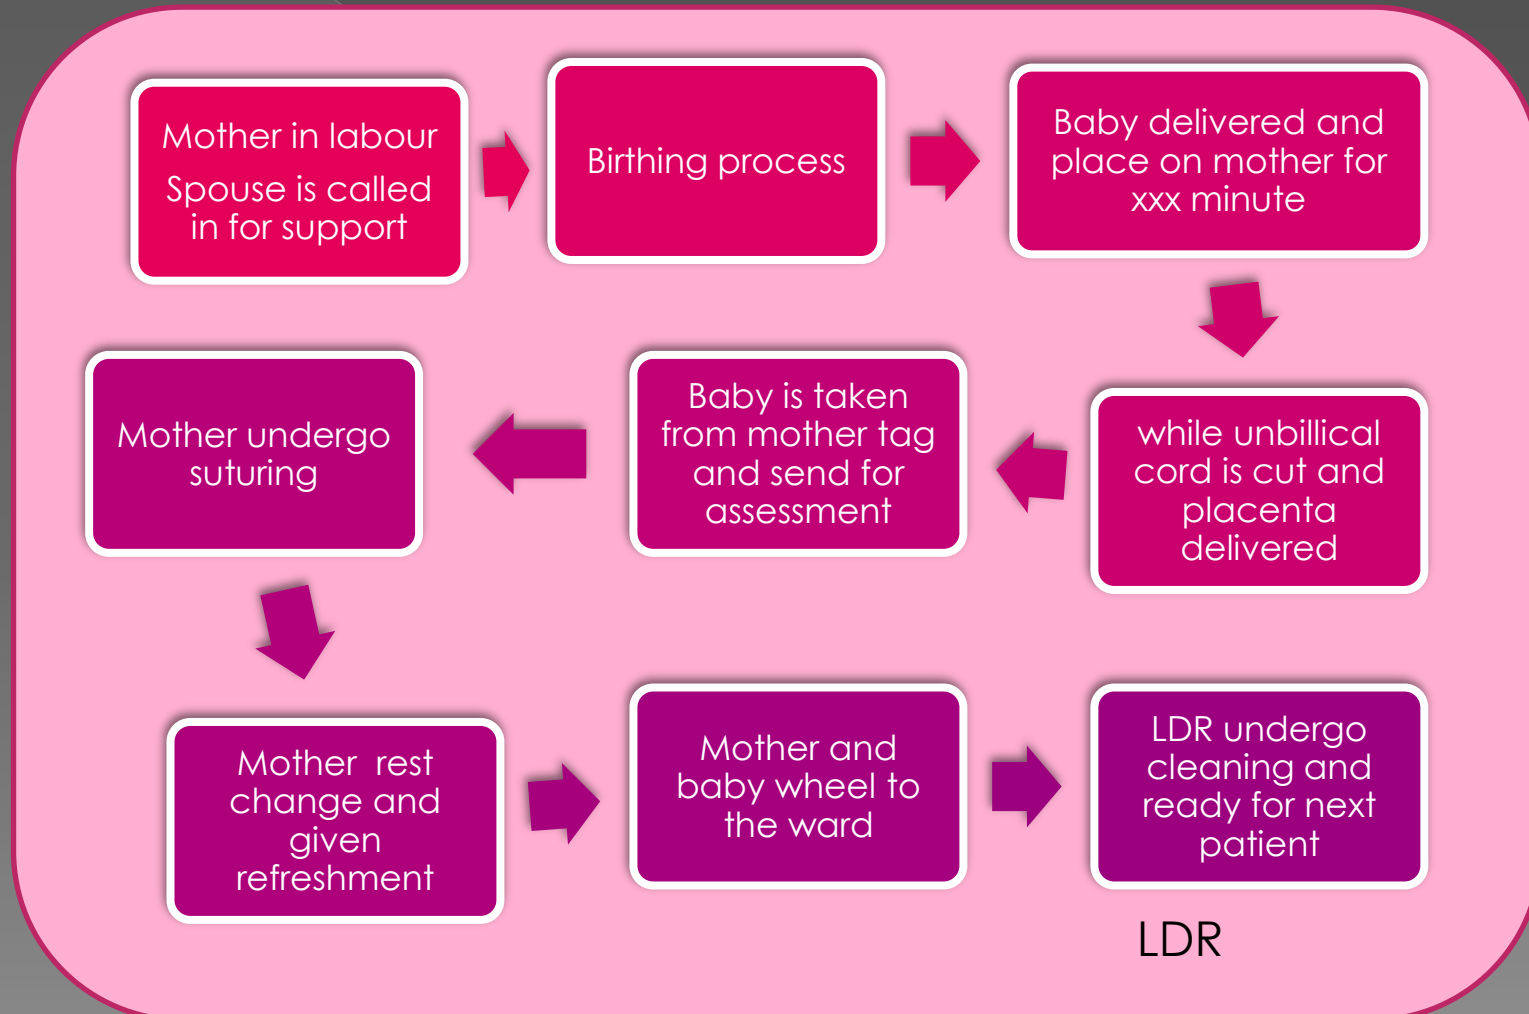 Mother in labour
Spouse is called
in for support
Birthing process
Baby delivered and
place on mother for
xxx minute
while unbillical
cord is cut and
placenta
delivered
Baby is taken
from mother tag
and send for
assessment
Mother undergo
suturing
Mother rest
change and
given
refreshment
Mother and
baby wheel to
the ward
LDR undergo
cleaning and
ready for next
patient
LDR